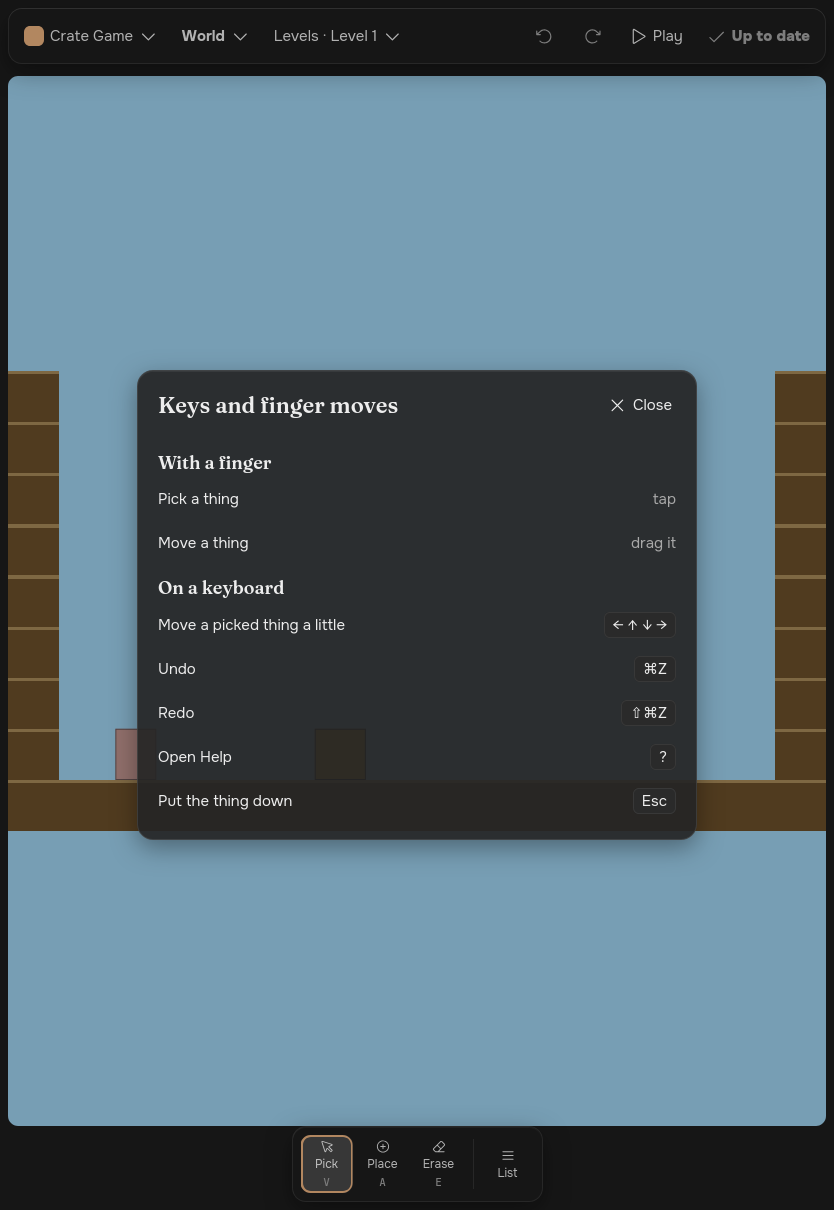 Crate Game
World
Levels · Level 1
Play
Up to date
Keys and finger moves
Close
With a finger
Pick a thing
tap
Move a thing
drag it
On a keyboard
Move a picked thing a little
←↑↓→
Undo
⌘Z
Redo
⇧⌘Z
Open Help
?
Put the thing down
Esc
Pick
V
Place
A
Erase
E
List